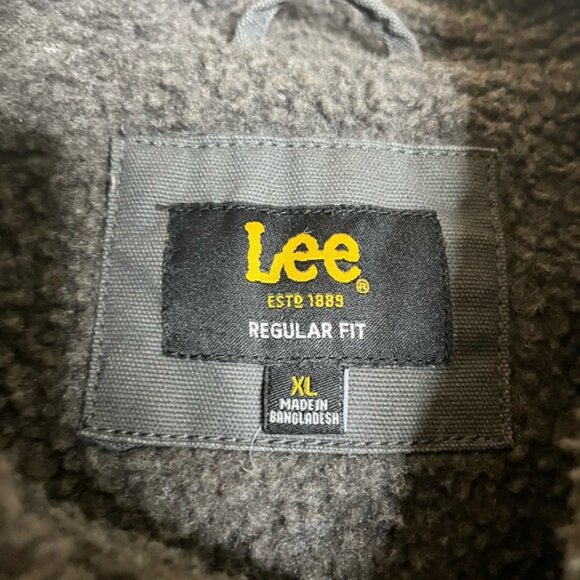 Lee®
ESTD 1889
REGULAR FIT
XL
MADE IN
BANGLADESH